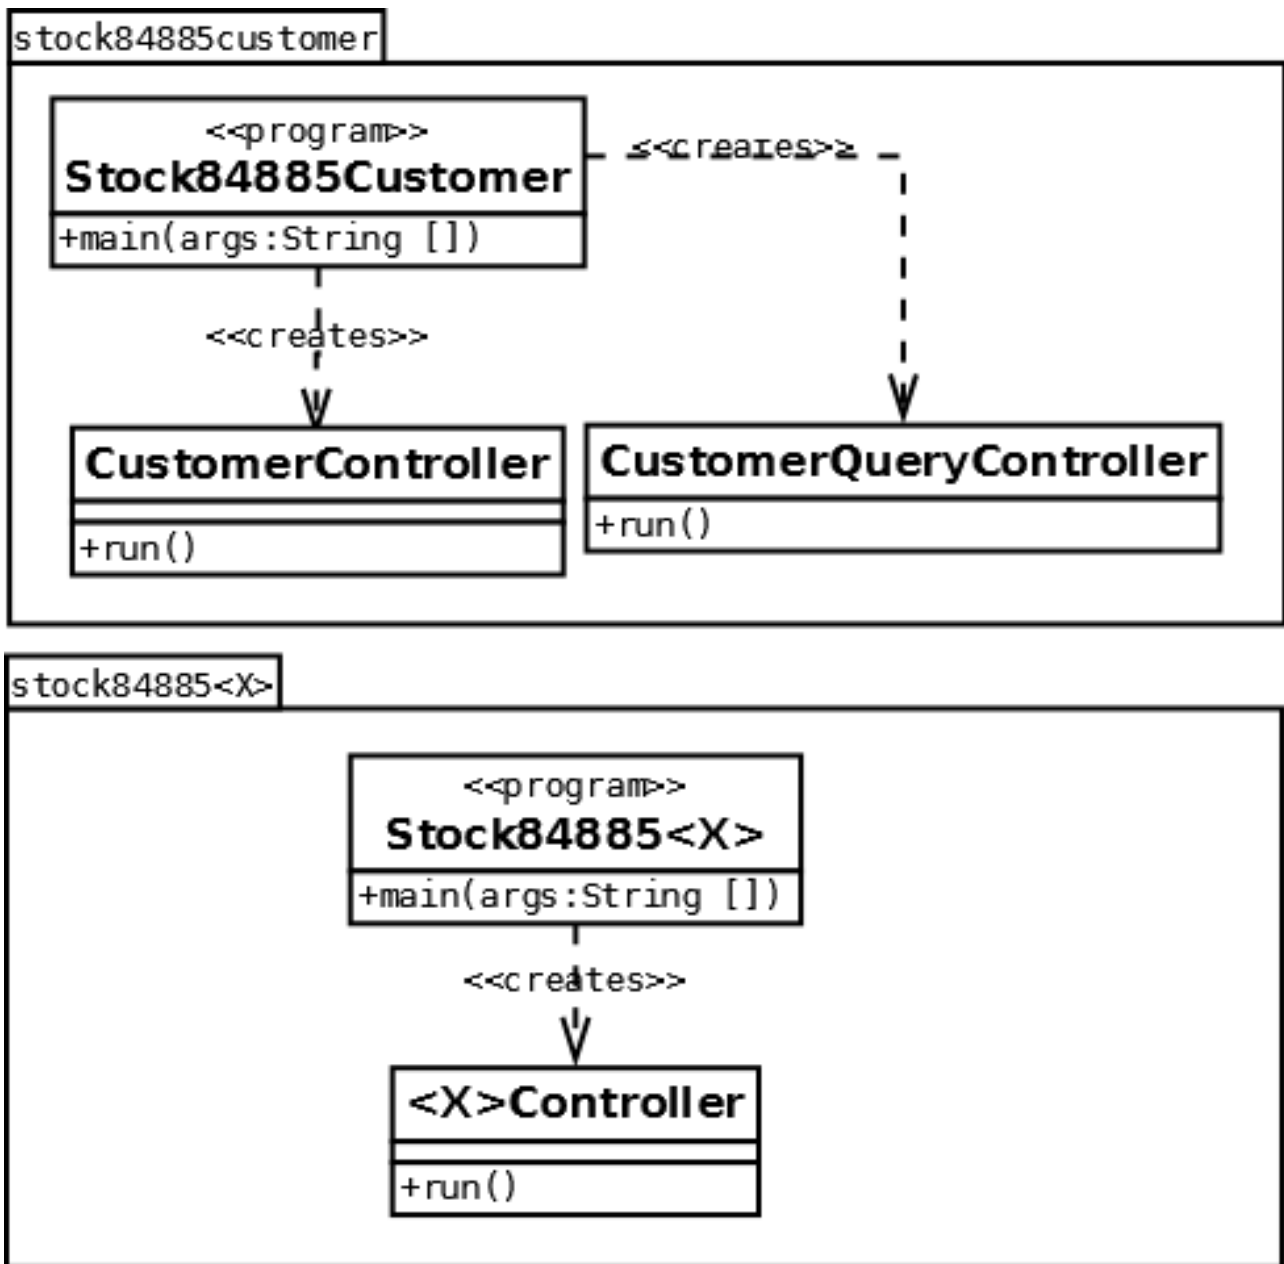 stock84885customer
<<program>>
Stock84885Customer
+main(args:String [])
<<creates>>
<<creates>>
CustomerController
+run()
CustomerQueryController
+run()
stock84885<X>
<<program>>
Stock84885<X>
+main(args:String [])
<<creates>>
<X>Controller
+run()